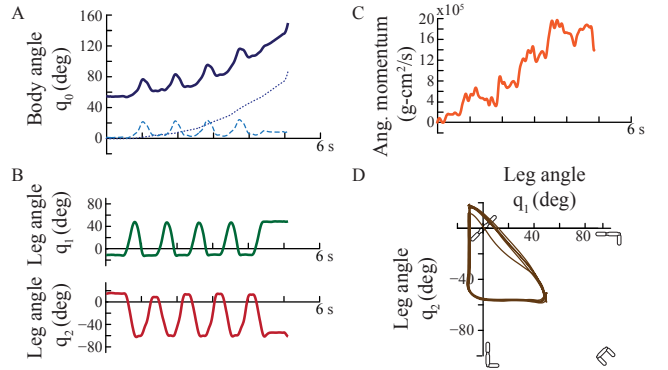 A
Body angle
q0 (deg)
160
120
80
40
0
6 s
B
Leg angle
q1 (deg)
80
40
0
6 s
Leg angle
q2 (deg)
0
−40
−80
6 s
C
Ang. momentum
(g-cm²/s)
20 x10⁵
16
12
8
4
0
6 s
D
Leg angle
q1 (deg)
40
80
Leg angle
q2 (deg)
−40
−80